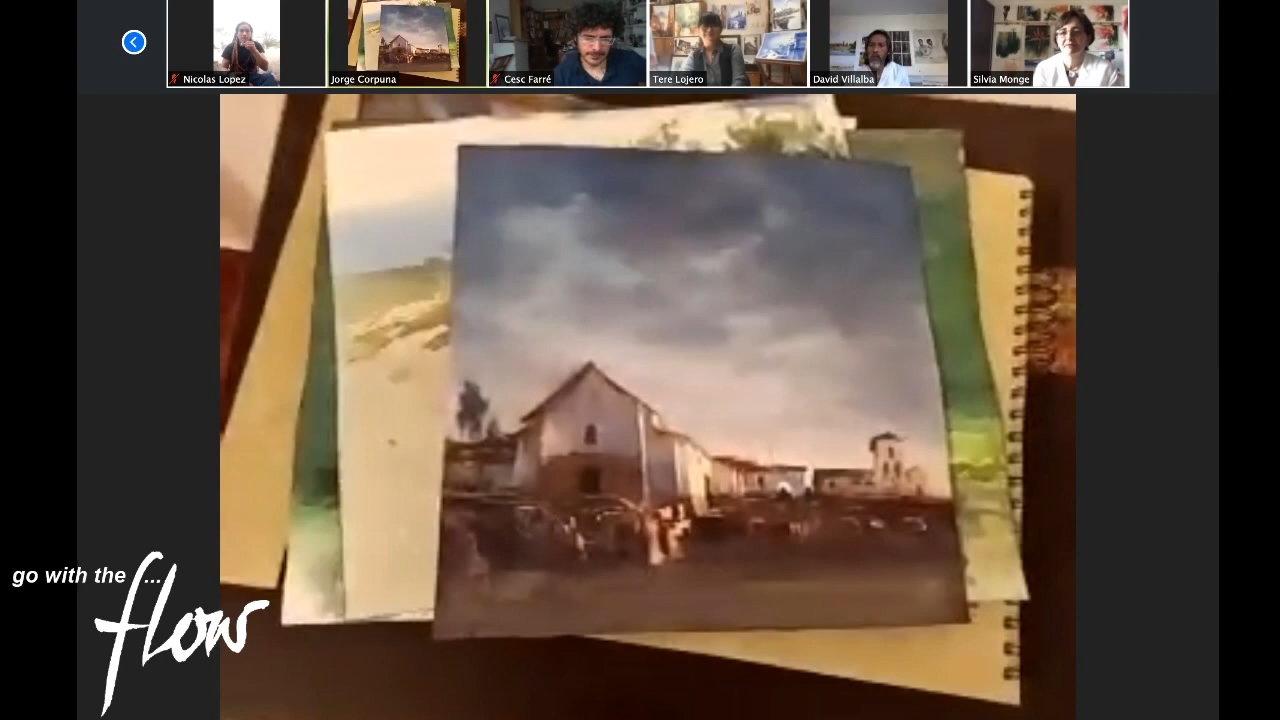 Nicolas Lopez
Jorge Corpuna
Cesc Farré
Tere Lojero
David Villalba
Silvia Monge
go with the ...
flow